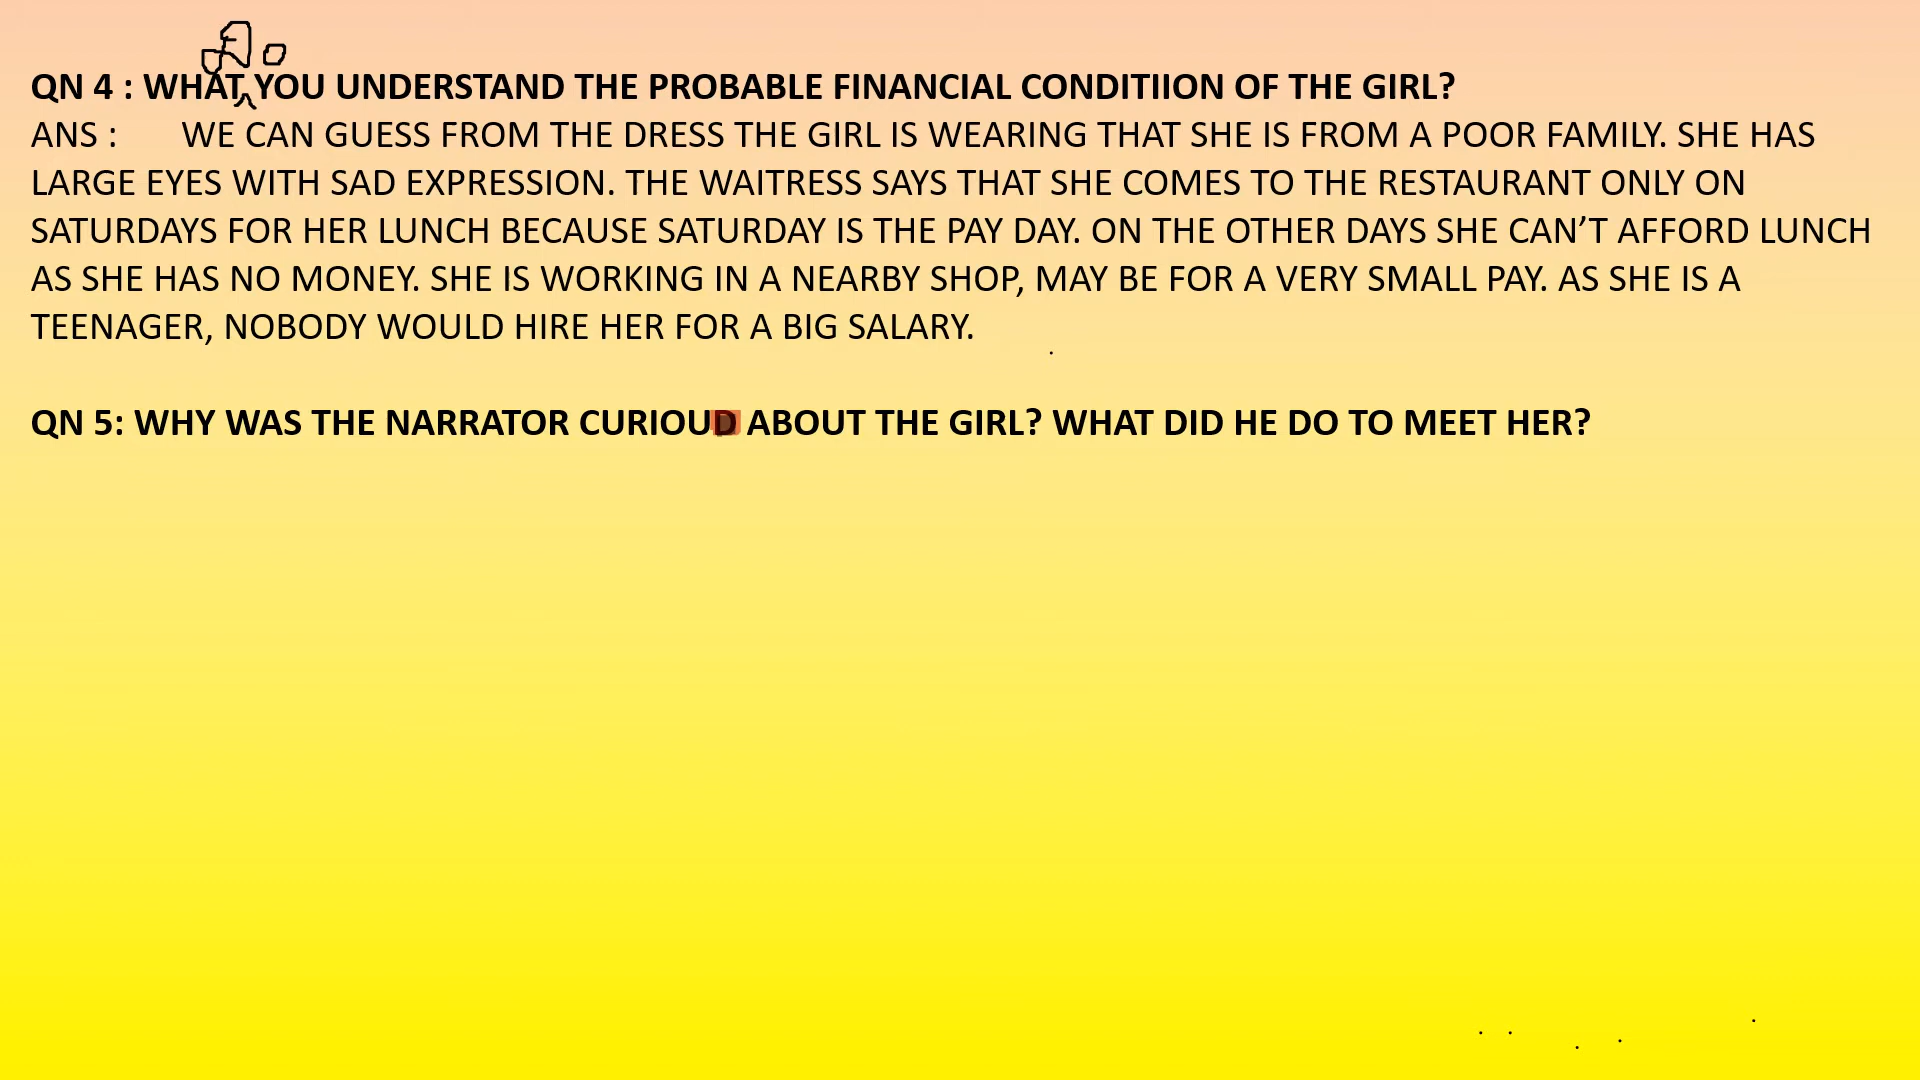 do
QN 4 : WHAT YOU UNDERSTAND THE PROBABLE FINANCIAL CONDITIION OF THE GIRL?
ANS : WE CAN GUESS FROM THE DRESS THE GIRL IS WEARING THAT SHE IS FROM A POOR FAMILY. SHE HAS
LARGE EYES WITH SAD EXPRESSION. THE WAITRESS SAYS THAT SHE COMES TO THE RESTAURANT ONLY ON
SATURDAYS FOR HER LUNCH BECAUSE SATURDAY IS THE PAY DAY. ON THE OTHER DAYS SHE CAN’T AFFORD LUNCH
AS SHE HAS NO MONEY. SHE IS WORKING IN A NEARBY SHOP, MAY BE FOR A VERY SMALL PAY. AS SHE IS A
TEENAGER, NOBODY WOULD HIRE HER FOR A BIG SALARY.
QN 5: WHY WAS THE NARRATOR CURIOUD ABOUT THE GIRL? WHAT DID HE DO TO MEET HER?